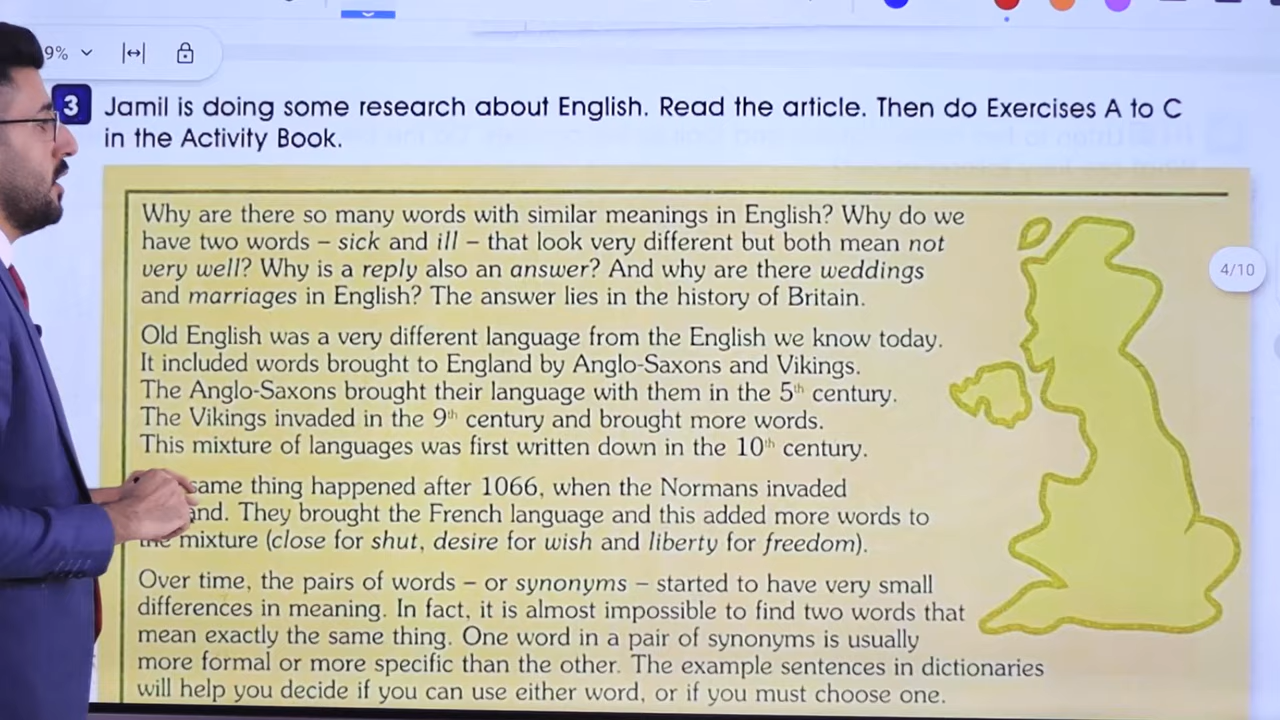 9%
3 Jamil is doing some research about English. Read the article. Then do Exercises A to C
in the Activity Book.
Why are there so many words with similar meanings in English? Why do we
have two words – sick and ill – that look very different but both mean not
very well? Why is a reply also an answer? And why are there weddings
and marriages in English? The answer lies in the history of Britain.
4/10
Old English was a very different language from the English we know today.
It included words brought to England by Anglo-Saxons and Vikings.
The Anglo-Saxons brought their language with them in the 5th century.
The Vikings invaded in the 9th century and brought more words.
This mixture of languages was first written down in the 10th century.
same thing happened after 1066, when the Normans invaded
They brought the French language and this added more words to
the mixture (close for shut, desire for wish and liberty for freedom).
Over time, the pairs of words – or synonyms – started to have very small
differences in meaning. In fact, it is almost impossible to find two words that
mean exactly the same thing. One word in a pair of synonyms is usually
more formal or more specific than the other. The example sentences in dictionaries
will help you decide if you can use either word, or if you must choose one.